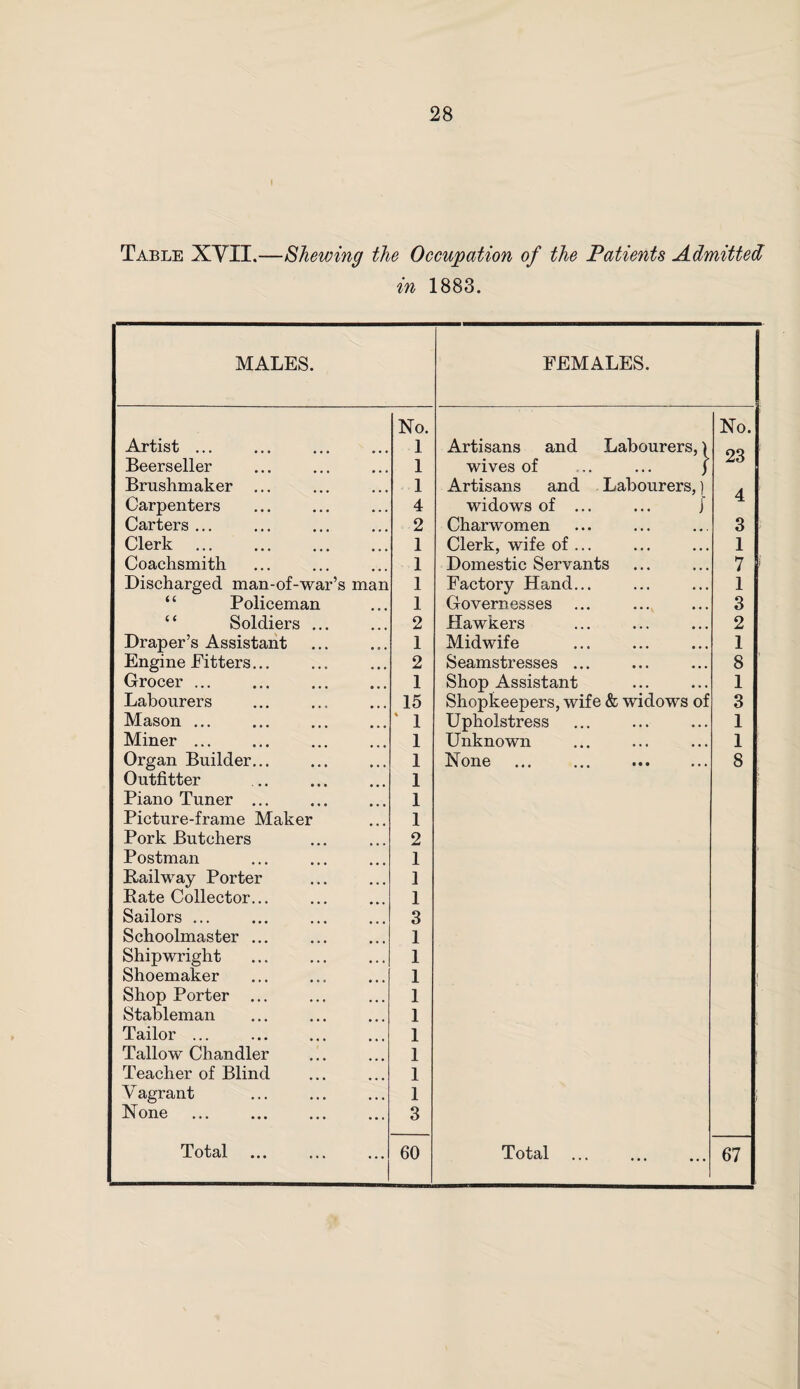 28
Table XVII.—Shewing the Occupation of the Patients Admitted
in 1883.
MALES.
No.
Artist ... ... ... ... 1
Beerseller ... ... ... 1
Brushmaker ... ... ... 1
Carpenters ... ... ... 4
Carters ... ... ... ... 2
Clerk ... ... ... ... 1
Coachsmith ... ... ... 1
Discharged man-of-war's man 1
“ Policeman ... 1
“ Soldiers ... ... 2
Draper's Assistant ... ... 1
Engine Fitters... ... ... 2
Grocer ... ... ... ... 1
Labourers ... ... ... 15
Mason ... ... ... ... 1
Miner ... ... ... ... 1
Organ Builder... ... ... 1
Outfitter ... ... ... 1
Piano Tuner ... ... ... 1
Picture-frame Maker ... 1
Pork Butchers ... ... 2
Postman ... ... ... 1
Railway Porter ... ... 1
Rate Collector... ... ... 1
Sailors ... ... ... ... 3
Schoolmaster ... ... ... 1
Shipwright ... ... ... 1
Shoemaker ... ... ... 1
Shop Porter ... ... ... 1
Stableman ... ... ... 1
Tailor ... ... ... ... 1
Tallow Chandler ... ... 1
Teacher of Blind ... ... 1
Vagrant ... ... ... 1
None ... ... ... ... 3
Total ... ... ... 60
FEMALES.
No.
Artisans and Labourers, }
wives of ... ... } 23
Artisans and Labourers, }
widows of ... ... } 4
Charwomen ... ... ... 3
Clerk, wife of ... ... ... 1
Domestic Servants ... ... 7
Factory Hand... ... ... 1
Governesses ... ... ... 3
Hawkers ... ... ... 2
Midwife ... ... ... 1
Seamstresses ... ... ... 8
Shop Assistant ... ... 1
Shopkeepers, wife & widows of 3
Upholstress ... ... ... 1
Unknown ... ... ... 1
None ... ... ... ... 8
Total ... ... ... 67